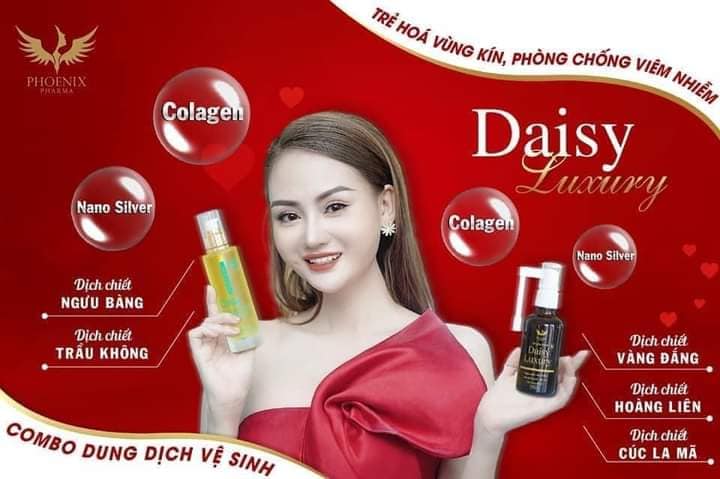 PHOENIX
PHARMA
TRẺ HOÁ VÙNG KÍN, PHÒNG CHỐNG VIÊM NHIỄM
Colagen
Daisy
Luxury
Nano Silver
Colagen
Nano Silver
Dịch chiết
NGƯU BÀNG
Dịch chiết
TRẦU KHÔNG
Daisy
Luxury
Dịch chiết
VÀNG ĐẮNG
Dịch chiết
HOÀNG LIÊN
Dịch chiết
CÚC LA MÃ
COMBO DUNG DỊCH VỆ SINH